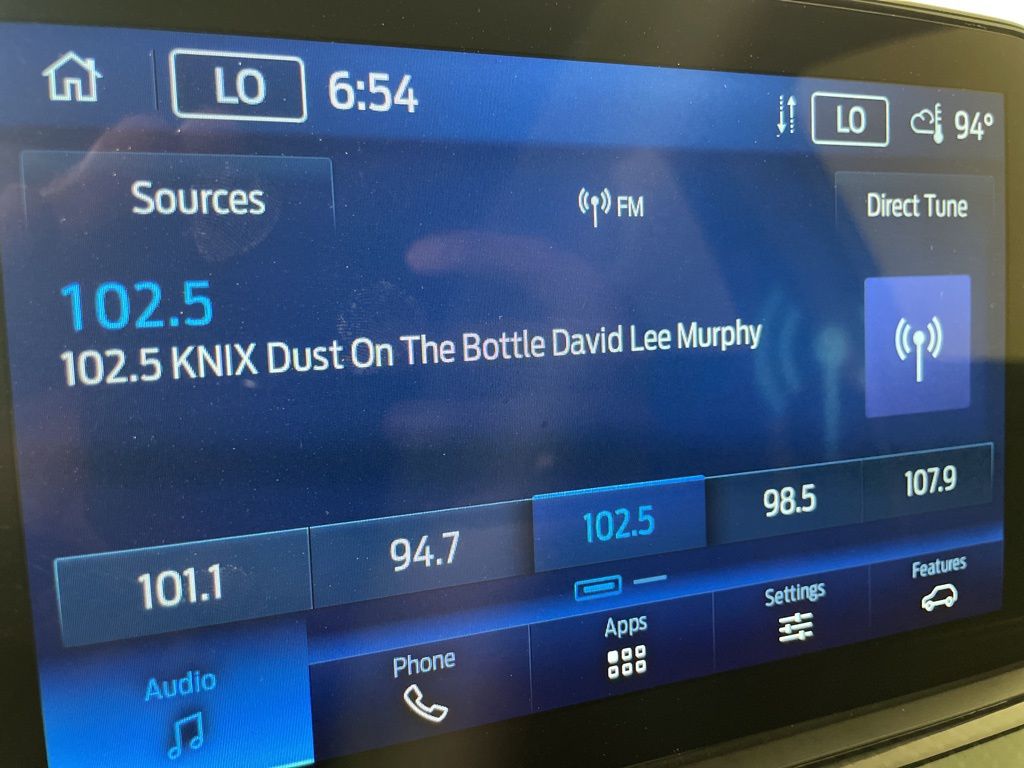 LO 6:54 LO 94°
Sources FM Direct Tune
102.5
102.5 KNIX Dust On The Bottle David Lee Murphy
101.1 94.7 102.5 98.5 107.9
Audio Phone Apps Settings Features